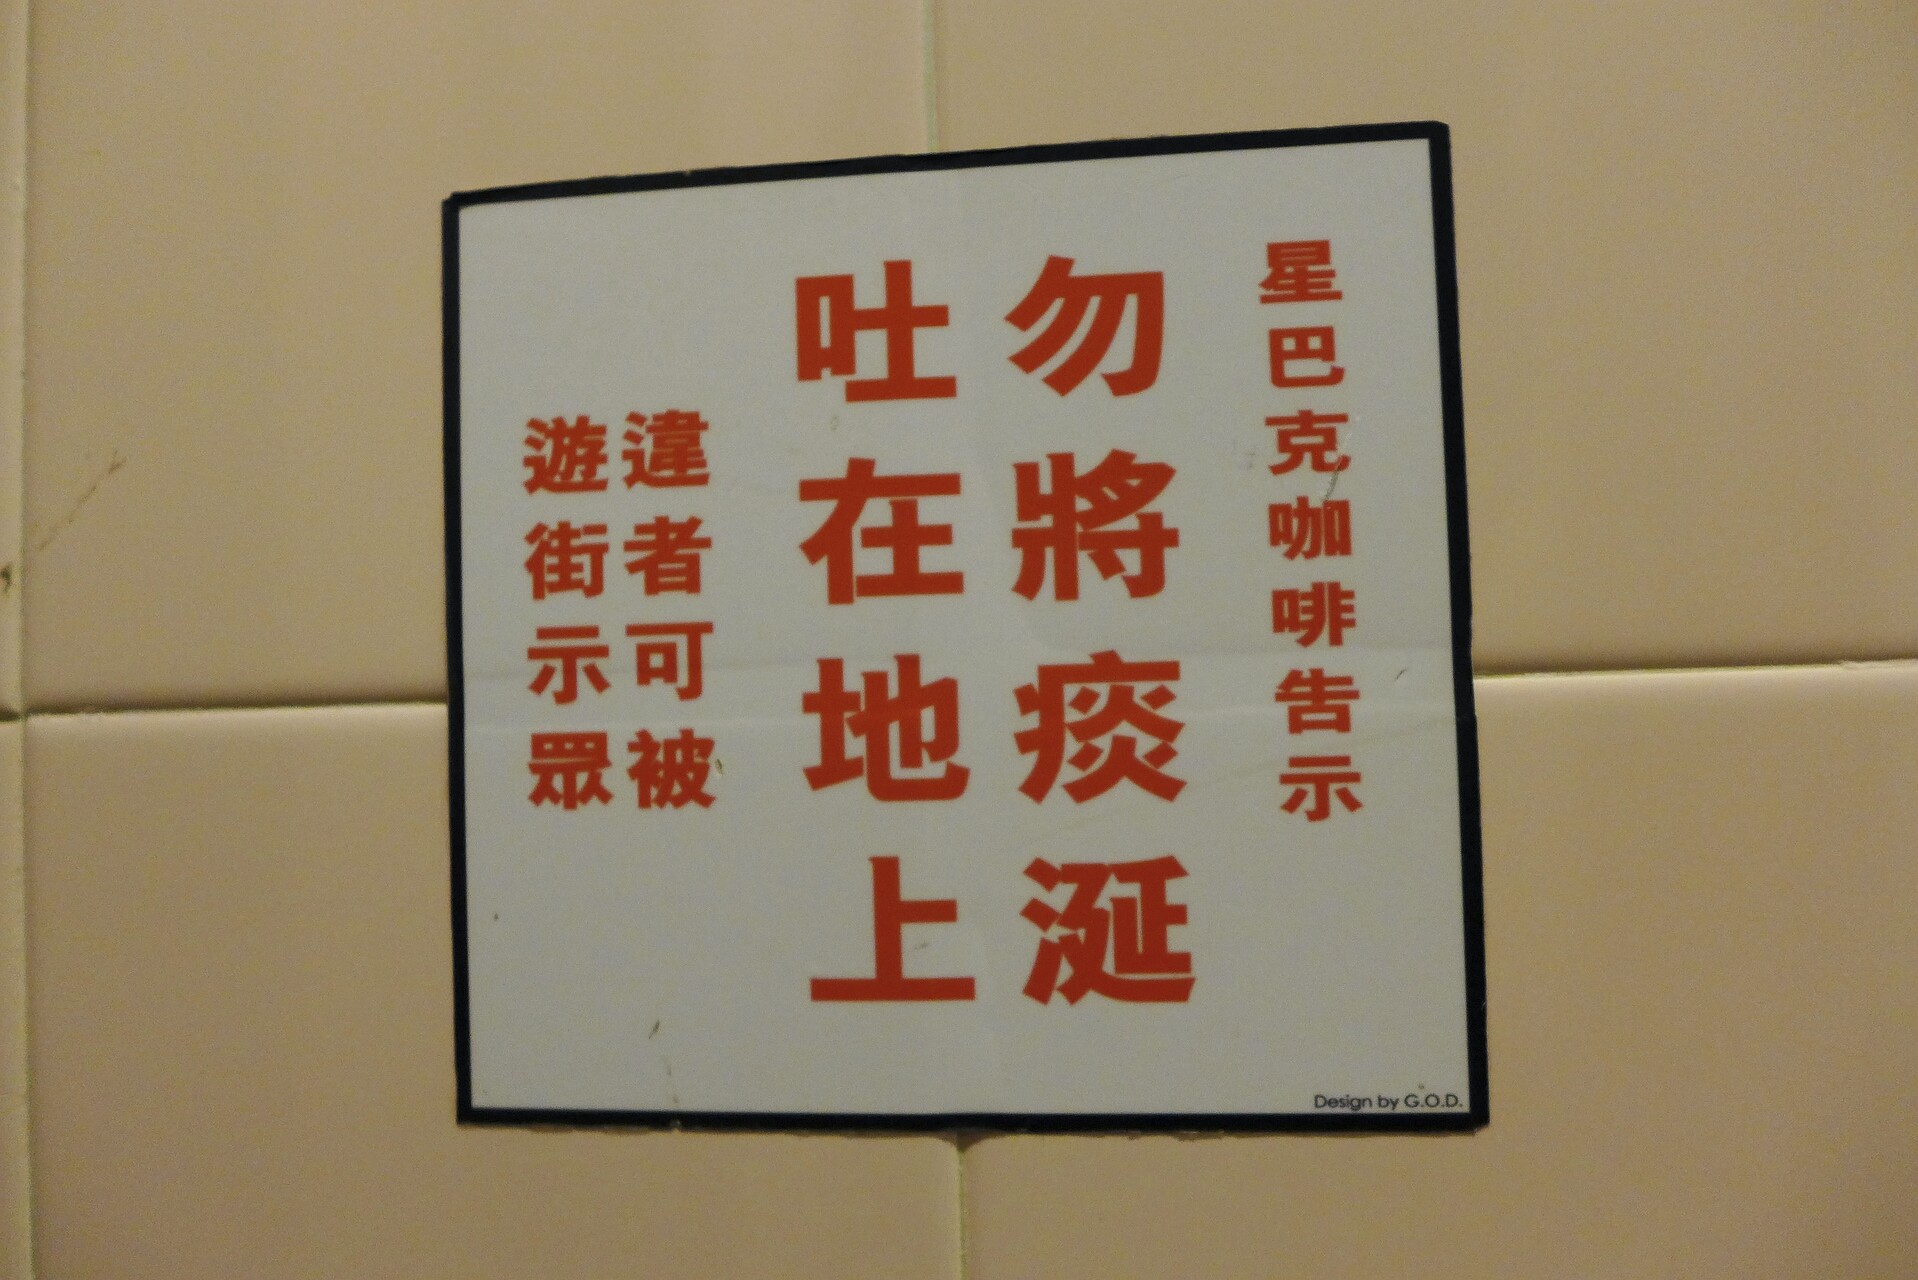 星巴克咖啡告示
勿將痰涎
吐在地上
違者可被
遊街示眾
Design by G.O.D.